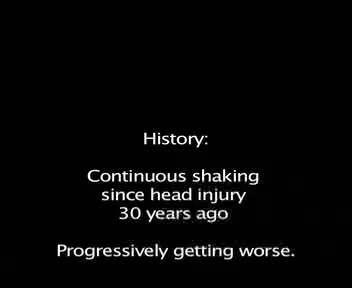 History:
Continuous shaking
since head injury
30 years ago
Progressively getting worse.